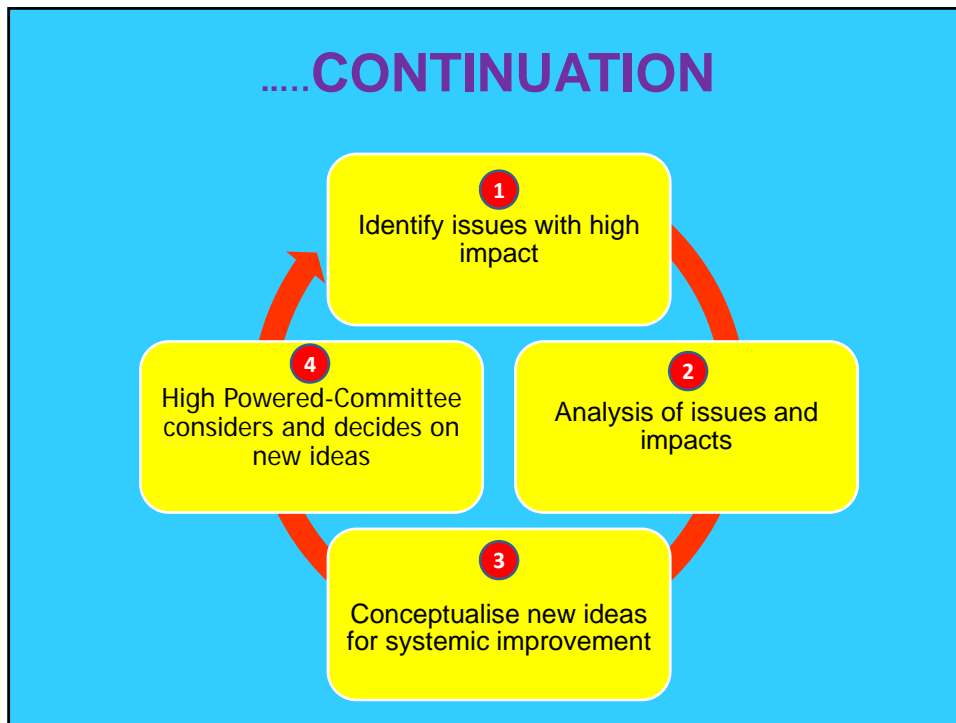 .....CONTINUATION
1
Identify issues with high
impact
2
Analysis of issues and
impacts
3
Conceptualise new ideas
for systemic improvement
4
High Powered-Committee
considers and decides on
new ideas